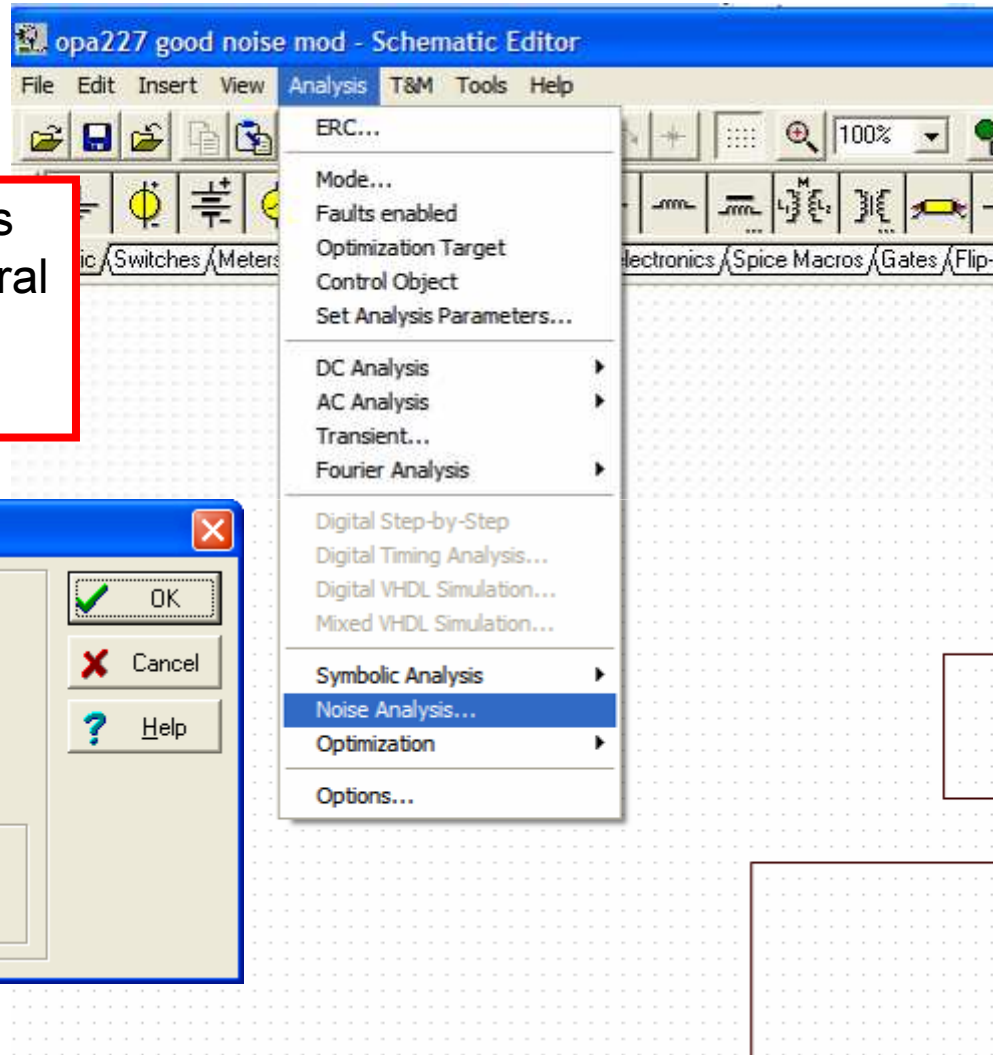 opa227 good noise mod - Schematic Editor
File Edit Insert View Analysis T&M Tools Help
100%
Switches Meters
Spice Macros Gates Flip-
ERC...
Mode...
Faults enabled
Optimization Target
Control Object
Set Analysis Parameters...
DC Analysis
AC Analysis
Transient...
Fourier Analysis
Digital Step-by-Step
Digital Timing Analysis...
Digital VHDL Simulation...
Mixed VHDL Simulation...
Symbolic Analysis
Noise Analysis...
Optimization
Options...
OK
Cancel
Help